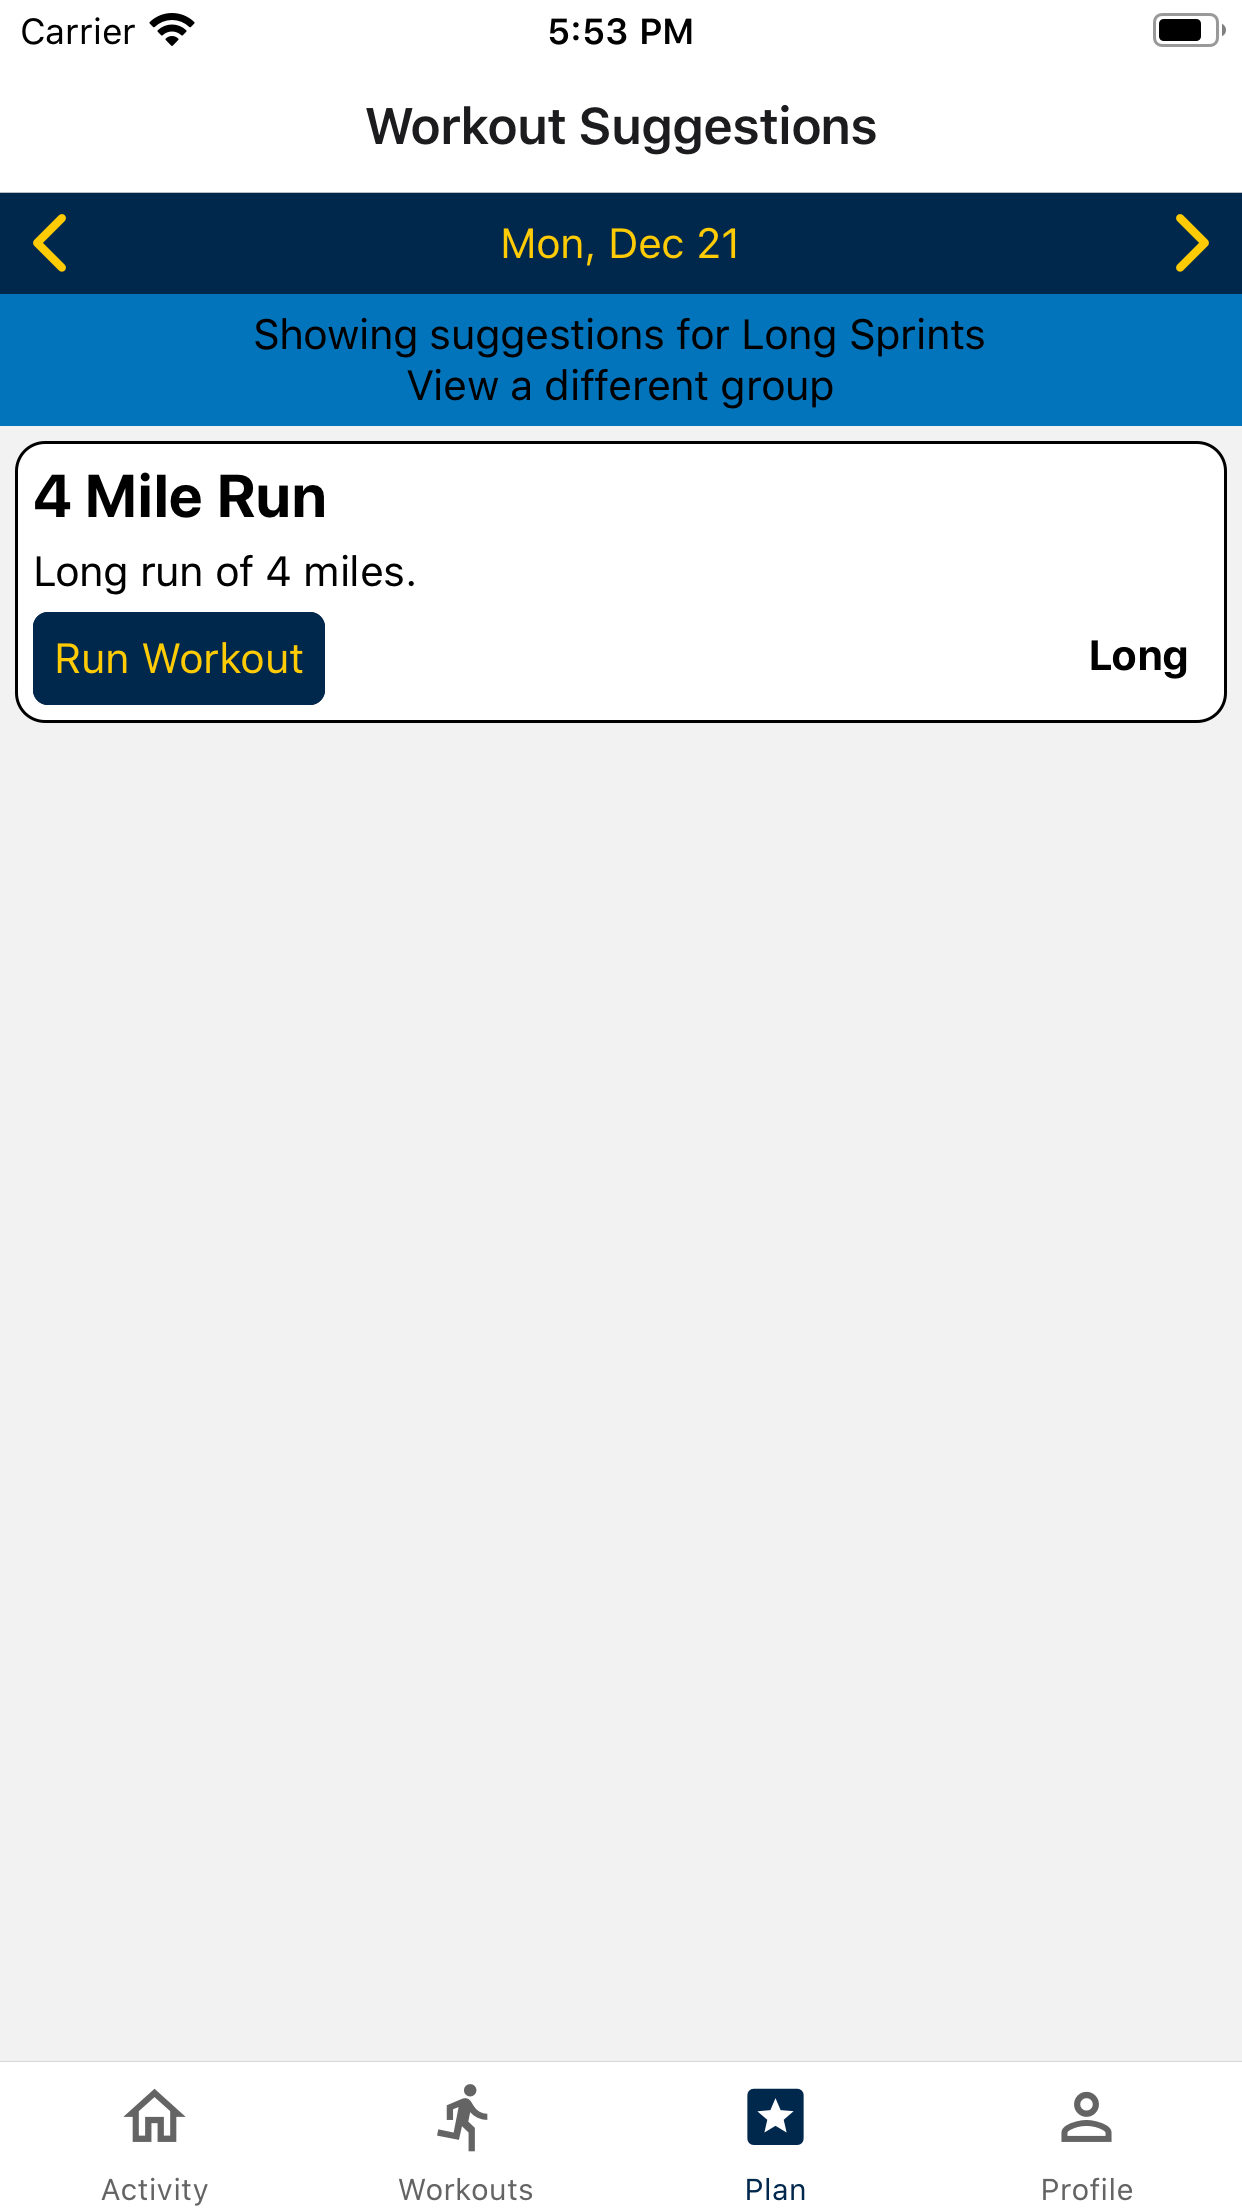 Carrier
5:53 PM
Workout Suggestions
Mon, Dec 21
Showing suggestions for Long Sprints
View a different group
4 Mile Run
Long run of 4 miles.
Run Workout
Long
Activity
Workouts
Plan
Profile